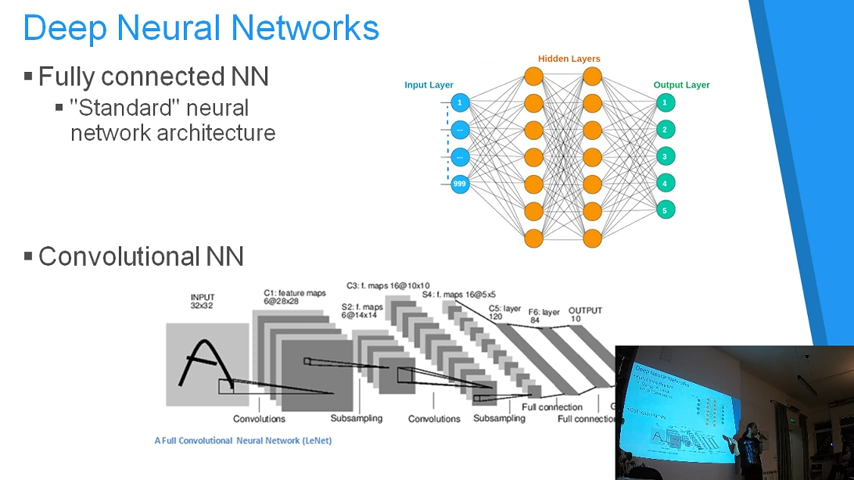 Deep Neural Networks
Fully connected NN
"Standard" neural
network architecture
Hidden Layers
Input Layer
Output Layer
1
...
...
999
1
2
3
4
5
Convolutional NN
INPUT
32x32
C1: feature maps
6@28x28
S2: f. maps
6@14x14
C3: f. maps 16@10x10
S4: f. maps 16@5x5
C5: layer
120
F6: layer
84
OUTPUT
10
A
Convolutions
Subsampling
Convolutions
Subsampling
Full connection
Full connection
A Full Convolutional Neural Network (LeNet)
Deep Neural Networks